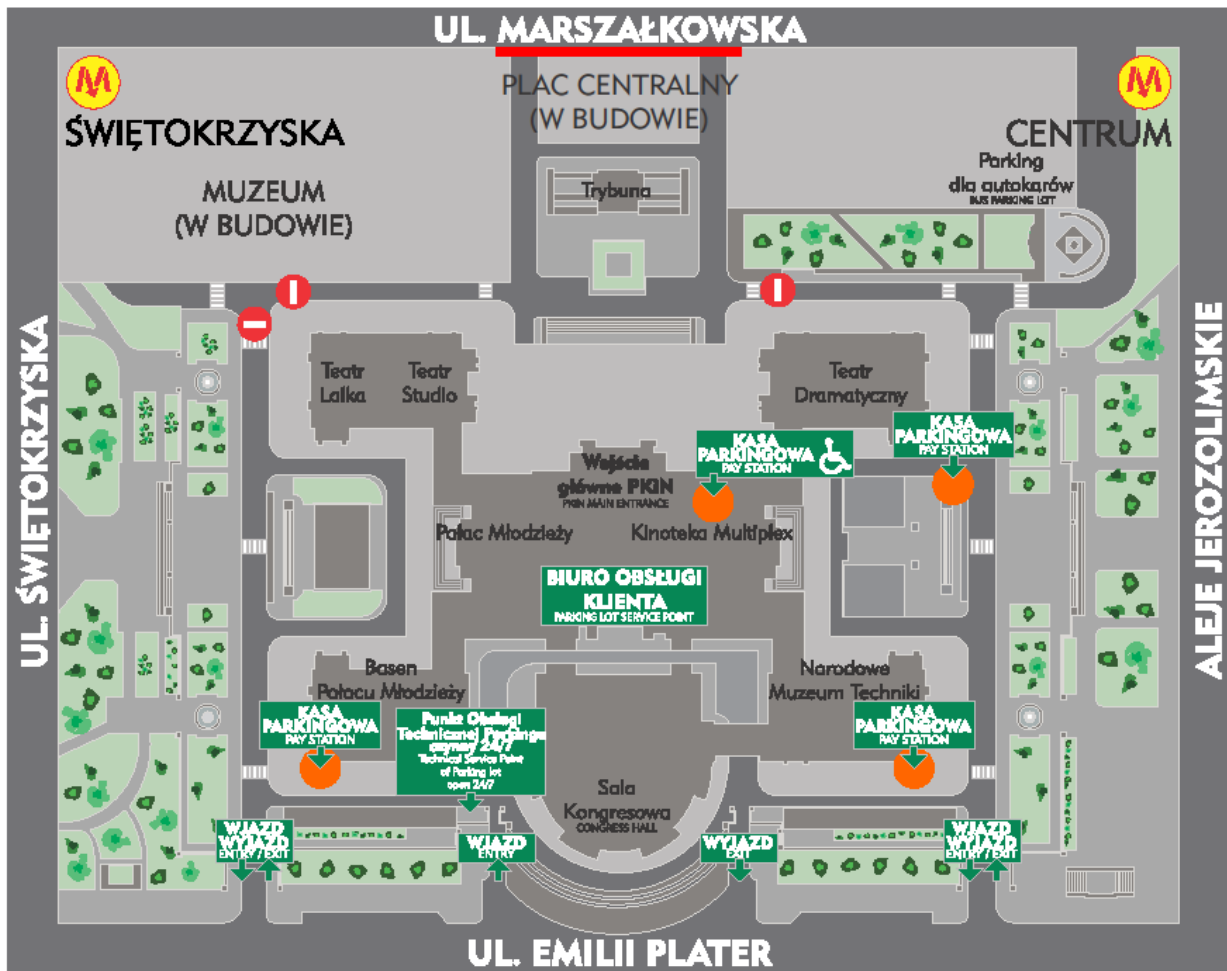 UL. MARSZAŁKOWSKA
PLAC CENTRALNY
(W BUDOWIE)
M
ŚWIĘTOKRZYSKA
M
CENTRUM
MUZEUM
(W BUDOWIE)
Trybuna
Parking
dla autokarów
BUS PARKING LOT
UL. ŚWIĘTOKRZYSKA
ALEJE JEROZOLIMSKIE
Teatr
Lalka
Teatr
Studio
Teatr
Dramatyczny
KASA
PARKINGOWA
PAY STATION
KASA
PARKINGOWA
PAY STATION
Wejście
główne PKIN
PKIN MAIN ENTRANCE
Pałac Młodzieży
Kinoteka Multiplex
BIURO OBSŁUGI
KLIENTA
PARKING LOT SERVICE POINT
Basen
Pałacu Młodzieży
Narodowe
Muzeum Techniki
KASA
PARKINGOWA
PAY STATION
Punkt Obsługi
Technicznej Parkingu
czynny 24/7
Technical Service Point
of Parking lot
open 24/7
KASA
PARKINGOWA
PAY STATION
Sala
Kongresowa
CONGRESS HALL
WJAZD
WYJAZD
ENTRY / EXIT
WJAZD
ENTRY
WYJAZD
EXIT
WJAZD
WYJAZD
ENTRY / EXIT
UL. EMILII PLATER